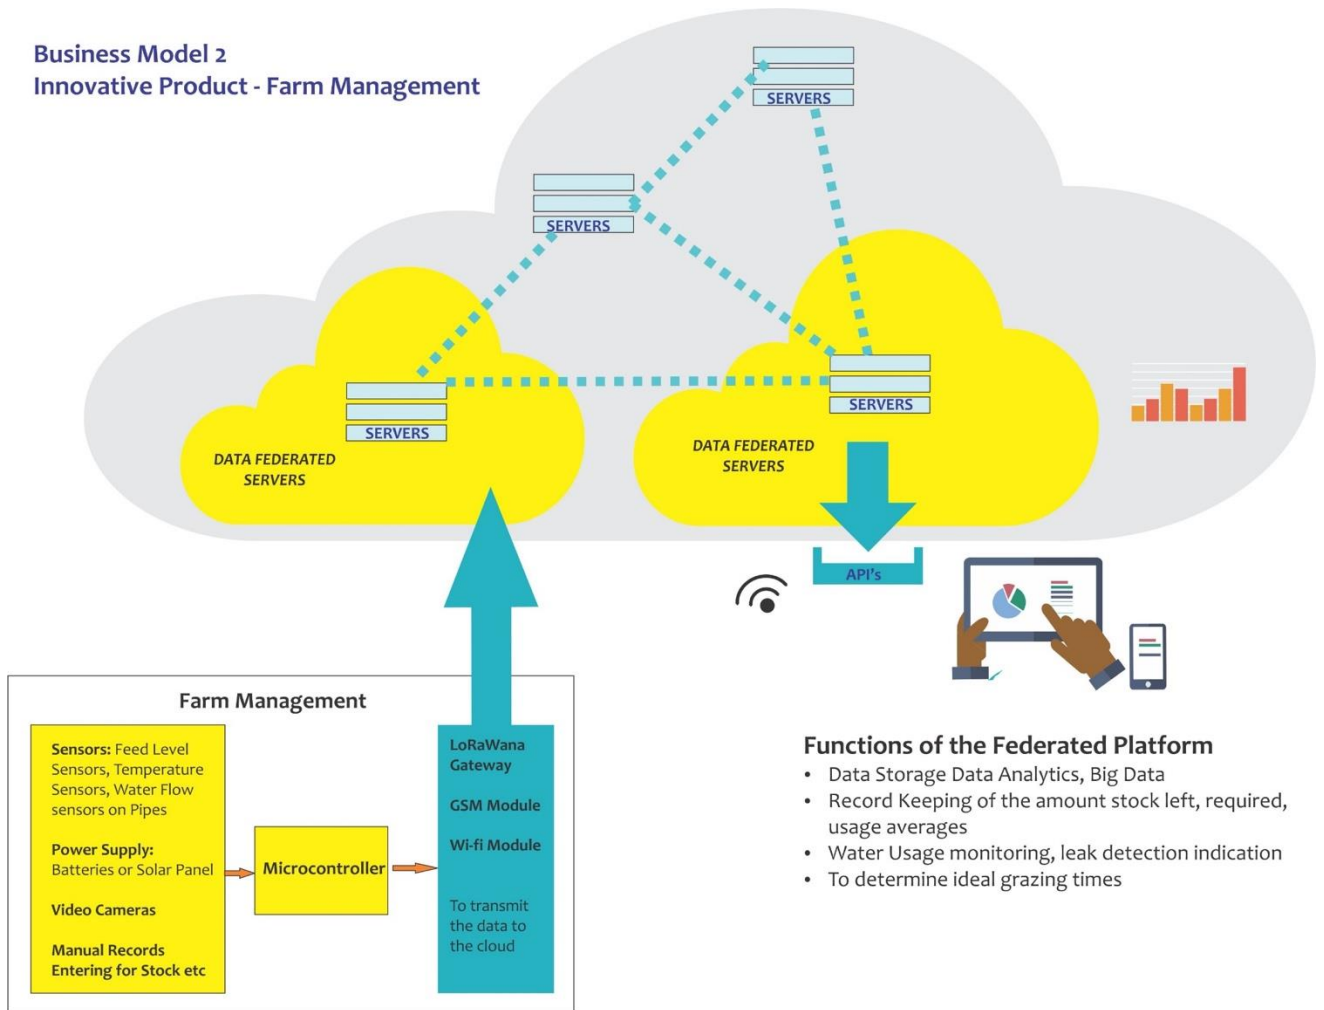 Business Model 2
Innovative Product - Farm Management
SERVERS
SERVERS
SERVERS
SERVERS
DATA FEDERATED
SERVERS
DATA FEDERATED
SERVERS
API's
Farm Management
Sensors: Feed Level
Sensors, Temperature
Sensors, Water Flow
sensors on Pipes
Power Supply:
Batteries or Solar Panel
Video Cameras
Manual Records
Entering for Stock etc
Microcontroller
LoRaWana
Gateway
GSM Module
Wi-fi Module
To transmit
the data to
the cloud
Functions of the Federated Platform
• Data Storage Data Analytics, Big Data
• Record Keeping of the amount stock left, required,
usage averages
• Water Usage monitoring, leak detection indication
• To determine ideal grazing times